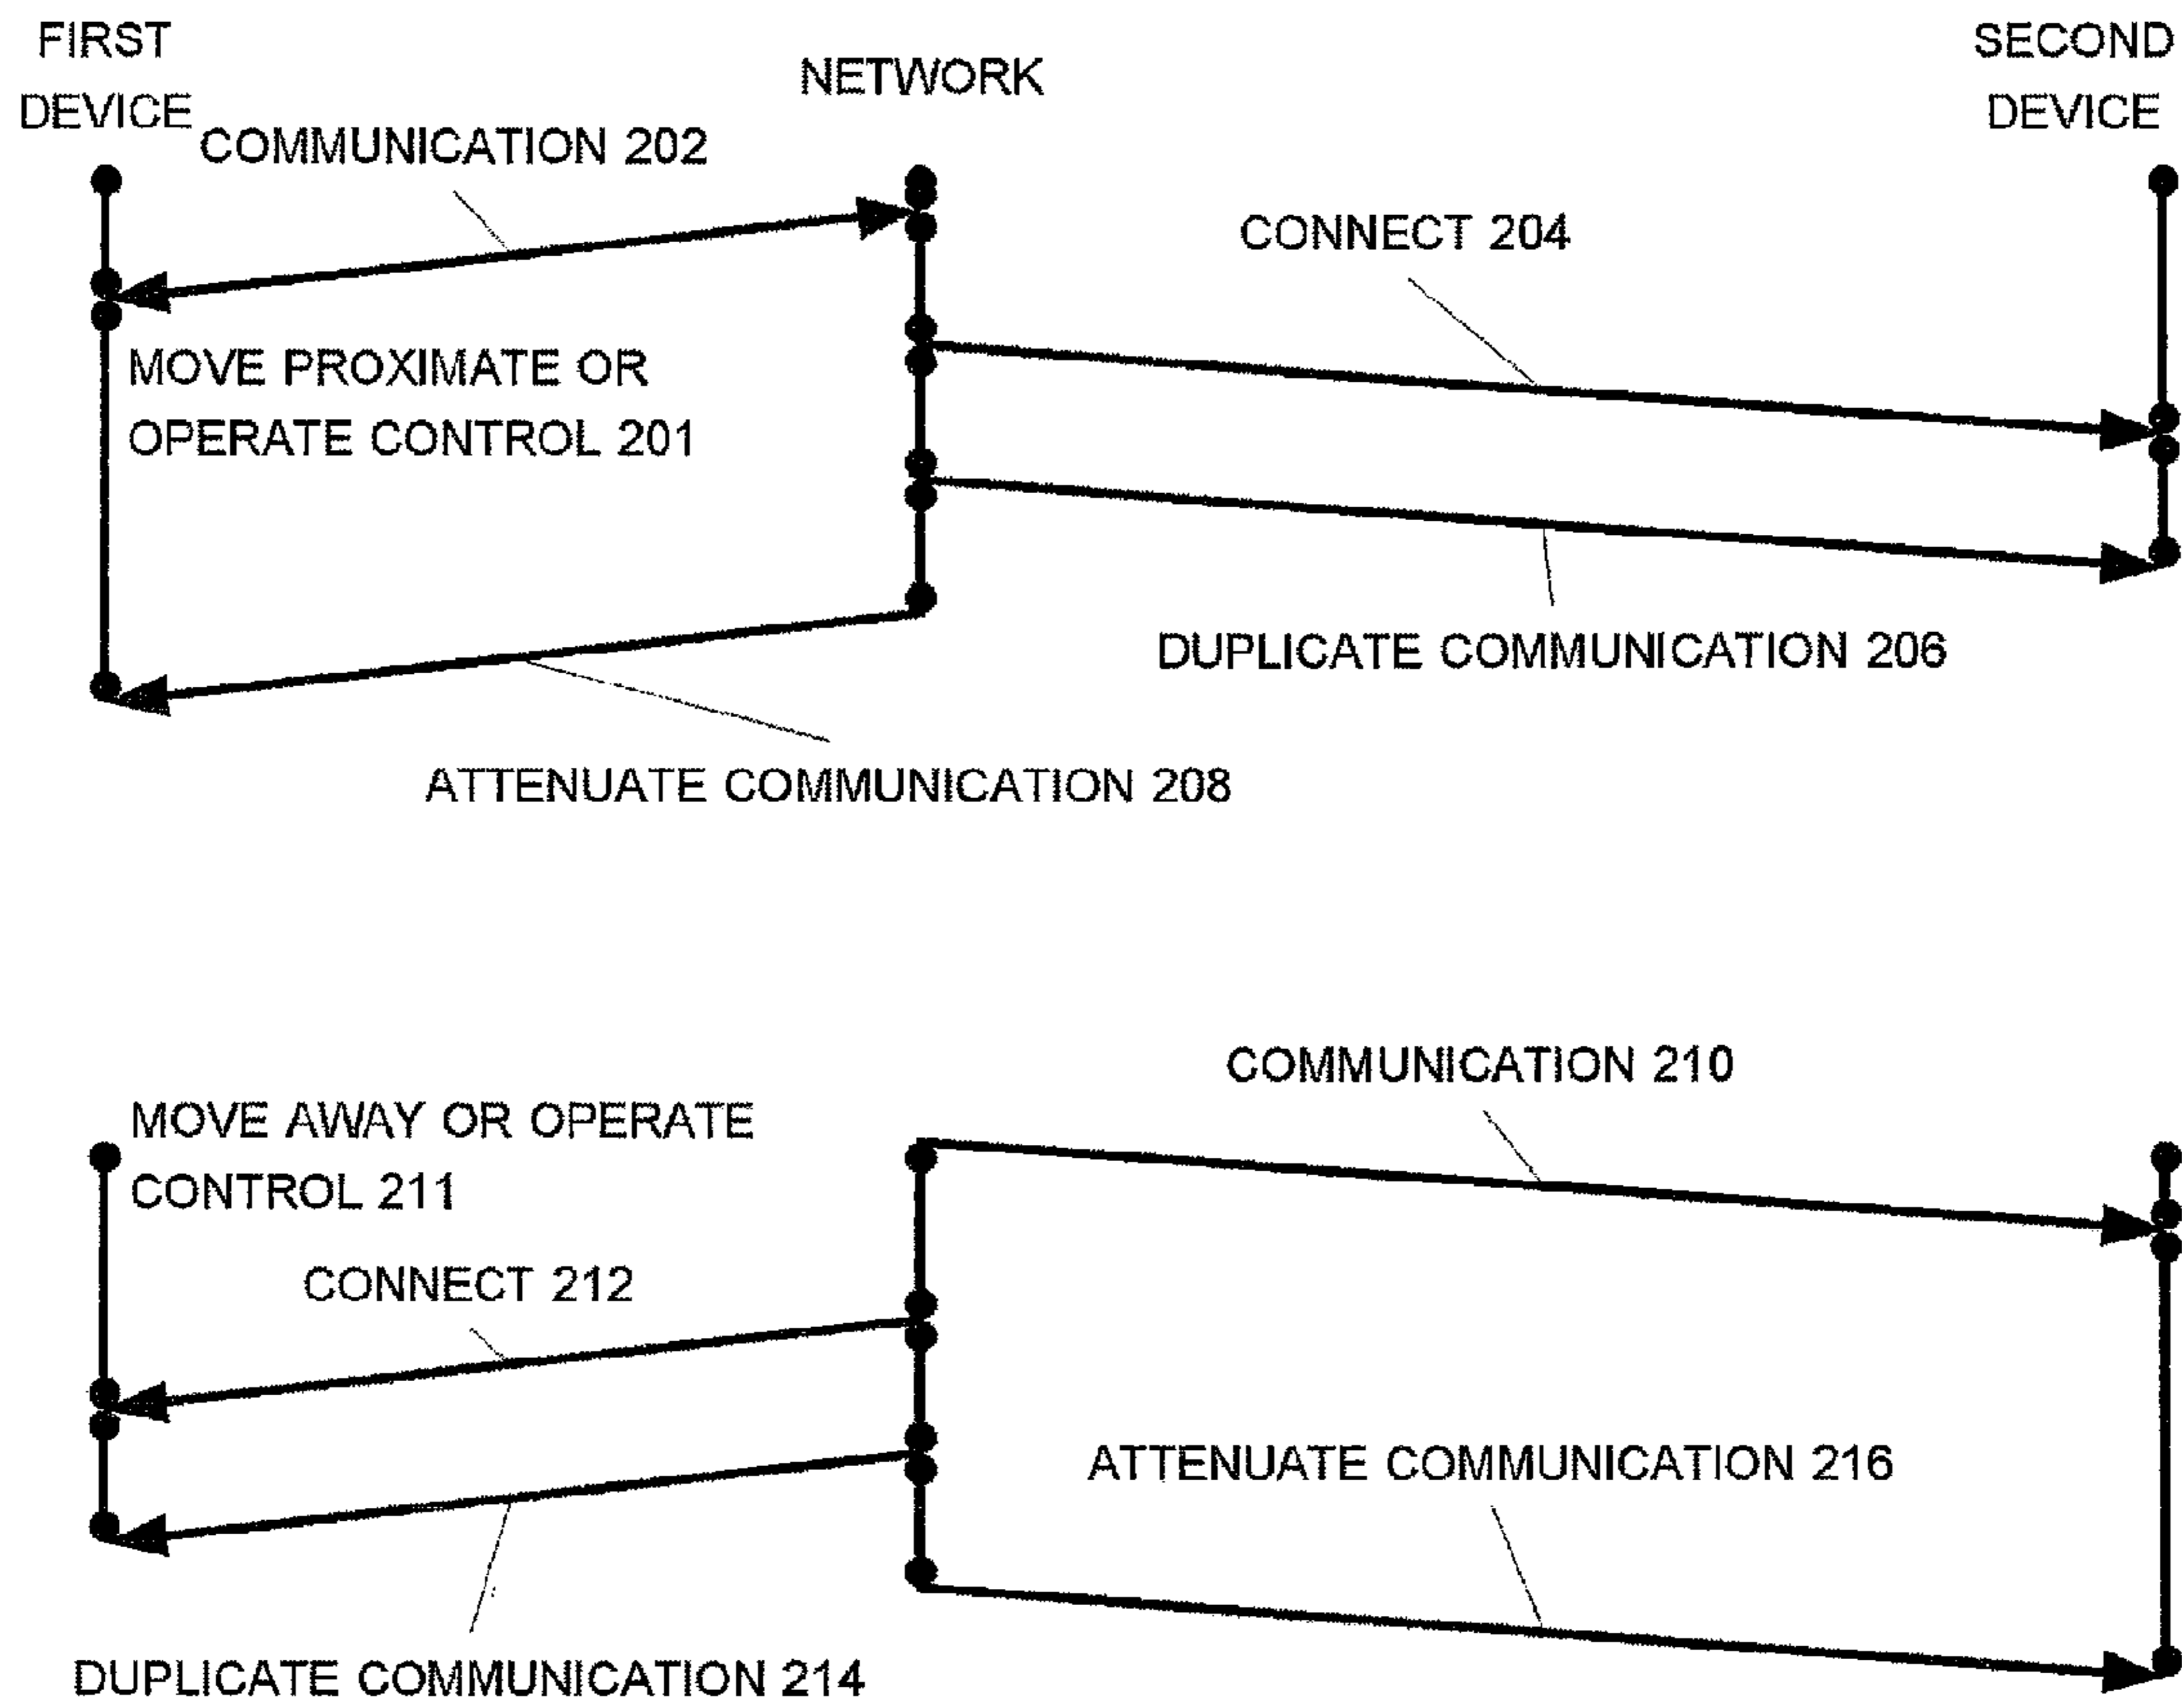 FIRST
DEVICE
NETWORK
SECOND
DEVICE
COMMUNICATION 202
CONNECT 204
MOVE PROXIMATE OR
OPERATE CONTROL 201
DUPLICATE COMMUNICATION 206
ATTENUATE COMMUNICATION 208
COMMUNICATION 210
MOVE AWAY OR OPERATE
CONTROL 211
CONNECT 212
ATTENUATE COMMUNICATION 216
DUPLICATE COMMUNICATION 214